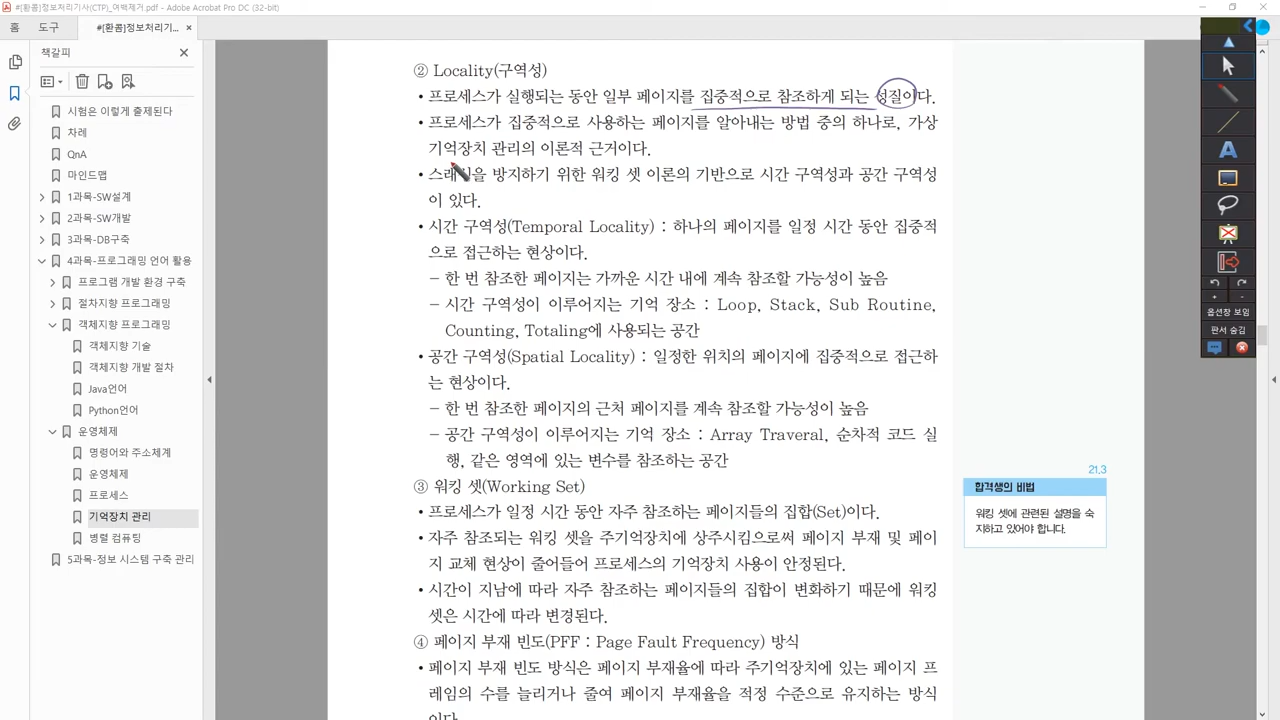 #[환콤]정보처리기사(CTP)_여백제거.pdf - Adobe Acrobat Pro DC (32-bit)
홈
도구
#[환콤]정보처리기...
책갈피
시험은 이렇게 출제된다
차례
QnA
마인드맵
1과목-SW설계
2과목-SW개발
3과목-DB구축
4과목-프로그래밍 언어 활용
프로그램 개발 환경 구축
절차지향 프로그래밍
객체지향 프로그래밍
객체지향 기술
객체지향 개발 절차
Java언어
Python언어
운영체제
명령어와 주소체계
운영체제
프로세스
기억장치 관리
병렬 컴퓨팅
5과목-정보 시스템 구축 관리
② Locality(구역성)
• 프로세스가 실행되는 동안 일부 페이지를 집중적으로 참조하게 되는 성질이다.
• 프로세스가 집중적으로 사용하는 페이지를 알아내는 방법 중의 하나로, 가상
기억장치 관리의 이론적 근거이다.
• 방지하기 위한 워킹 셋 이론의 기반으로 시간 구역성과 공간 구역성
이 있다.
• 시간 구역성(Temporal Locality) : 하나의 페이지를 일정 시간 동안 집중적
으로 접근하는 현상이다.
– 한 번 참조한 페이지는 가까운 시간 내에 계속 참조할 가능성이 높음
– 시간 구역성이 이루어지는 기억 장소 : Loop, Stack, Sub Routine,
Counting, Totaling에 사용되는 공간
• 공간 구역성(Spatial Locality) : 일정한 위치의 페이지에 집중적으로 접근하
는 현상이다.
– 한 번 참조한 페이지의 근처 페이지를 계속 참조할 가능성이 높음
– 공간 구역성이 이루어지는 기억 장소 : Array Traveral, 순차적 코드 실
행, 같은 영역에 있는 변수를 참조하는 공간
③ 워킹 셋(Working Set)
• 프로세스가 일정 시간 동안 자주 참조하는 페이지들의 집합(Set)이다.
• 자주 참조되는 워킹 셋을 주기억장치에 상주시킴으로써 페이지 부재 및 페이
지 교체 현상이 줄어들어 프로세스의 기억장치 사용이 안정된다.
• 시간이 지남에 따라 자주 참조하는 페이지들의 집합이 변화하기 때문에 워킹
셋은 시간에 따라 변경된다.
④ 페이지 부재 빈도(PFF : Page Fault Frequency) 방식
• 페이지 부재 빈도 방식은 페이지 부재율에 따라 주기억장치에 있는 페이지 프
레임의 수를 늘리거나 줄여 페이지 부재율을 적정 수준으로 유지하는 방식
이다.
21.3
합격생의 비법
워킹 셋에 관련된 설명을 숙
지하고 있어야 합니다.
옵션창 보임
판서 숨김